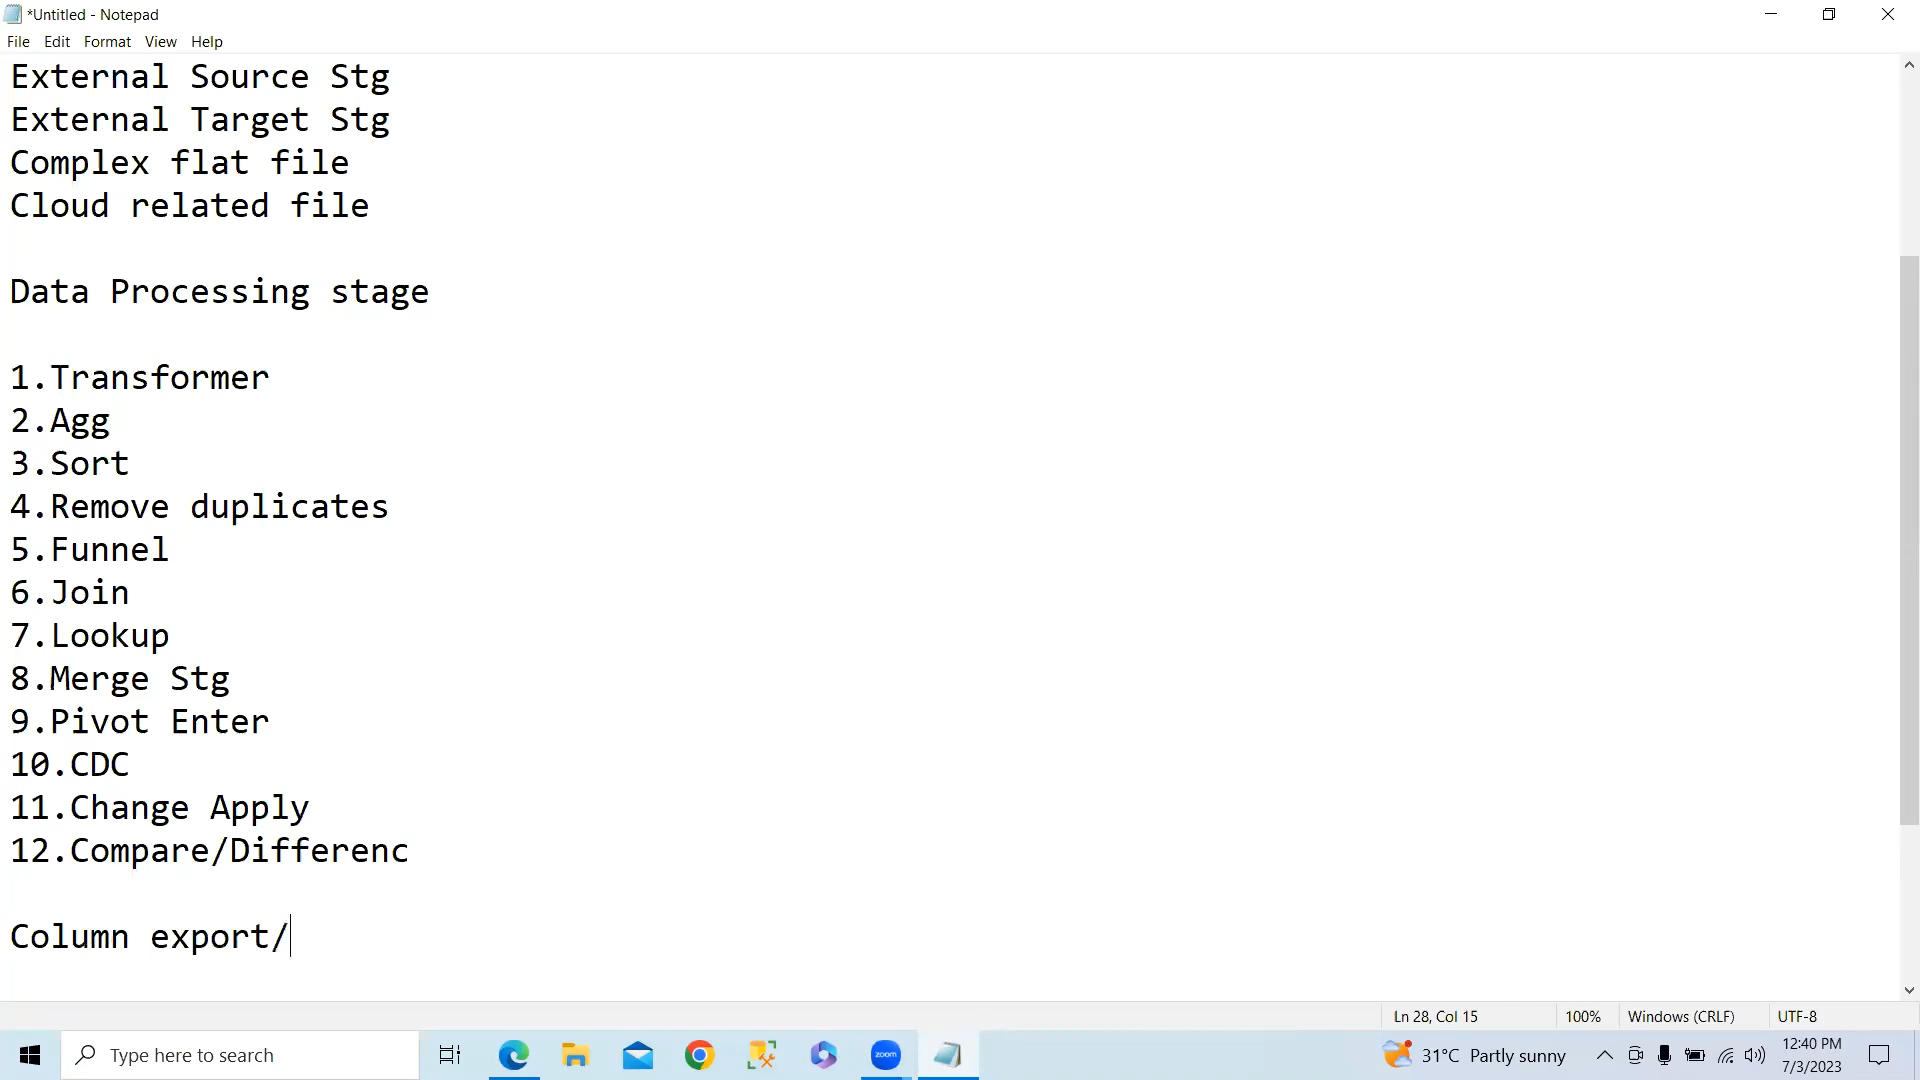 *Untitled - Notepad
File Edit Format View Help
External Source Stg
External Target Stg
Complex flat file
Cloud related file
Data Processing stage
1.Transformer
2.Agg
3.Sort
4.Remove duplicates
5.Funnel
6.Join
7.Lookup
8.Merge Stg
9.Pivot Enter
10.CDC
11.Change Apply
12.Compare/Differenc
Column export/
Ln 28, Col 15 100% Windows (CRLF) UTF-8
Type here to search
zoom
31°C Partly sunny
12:40 PM
7/3/2023